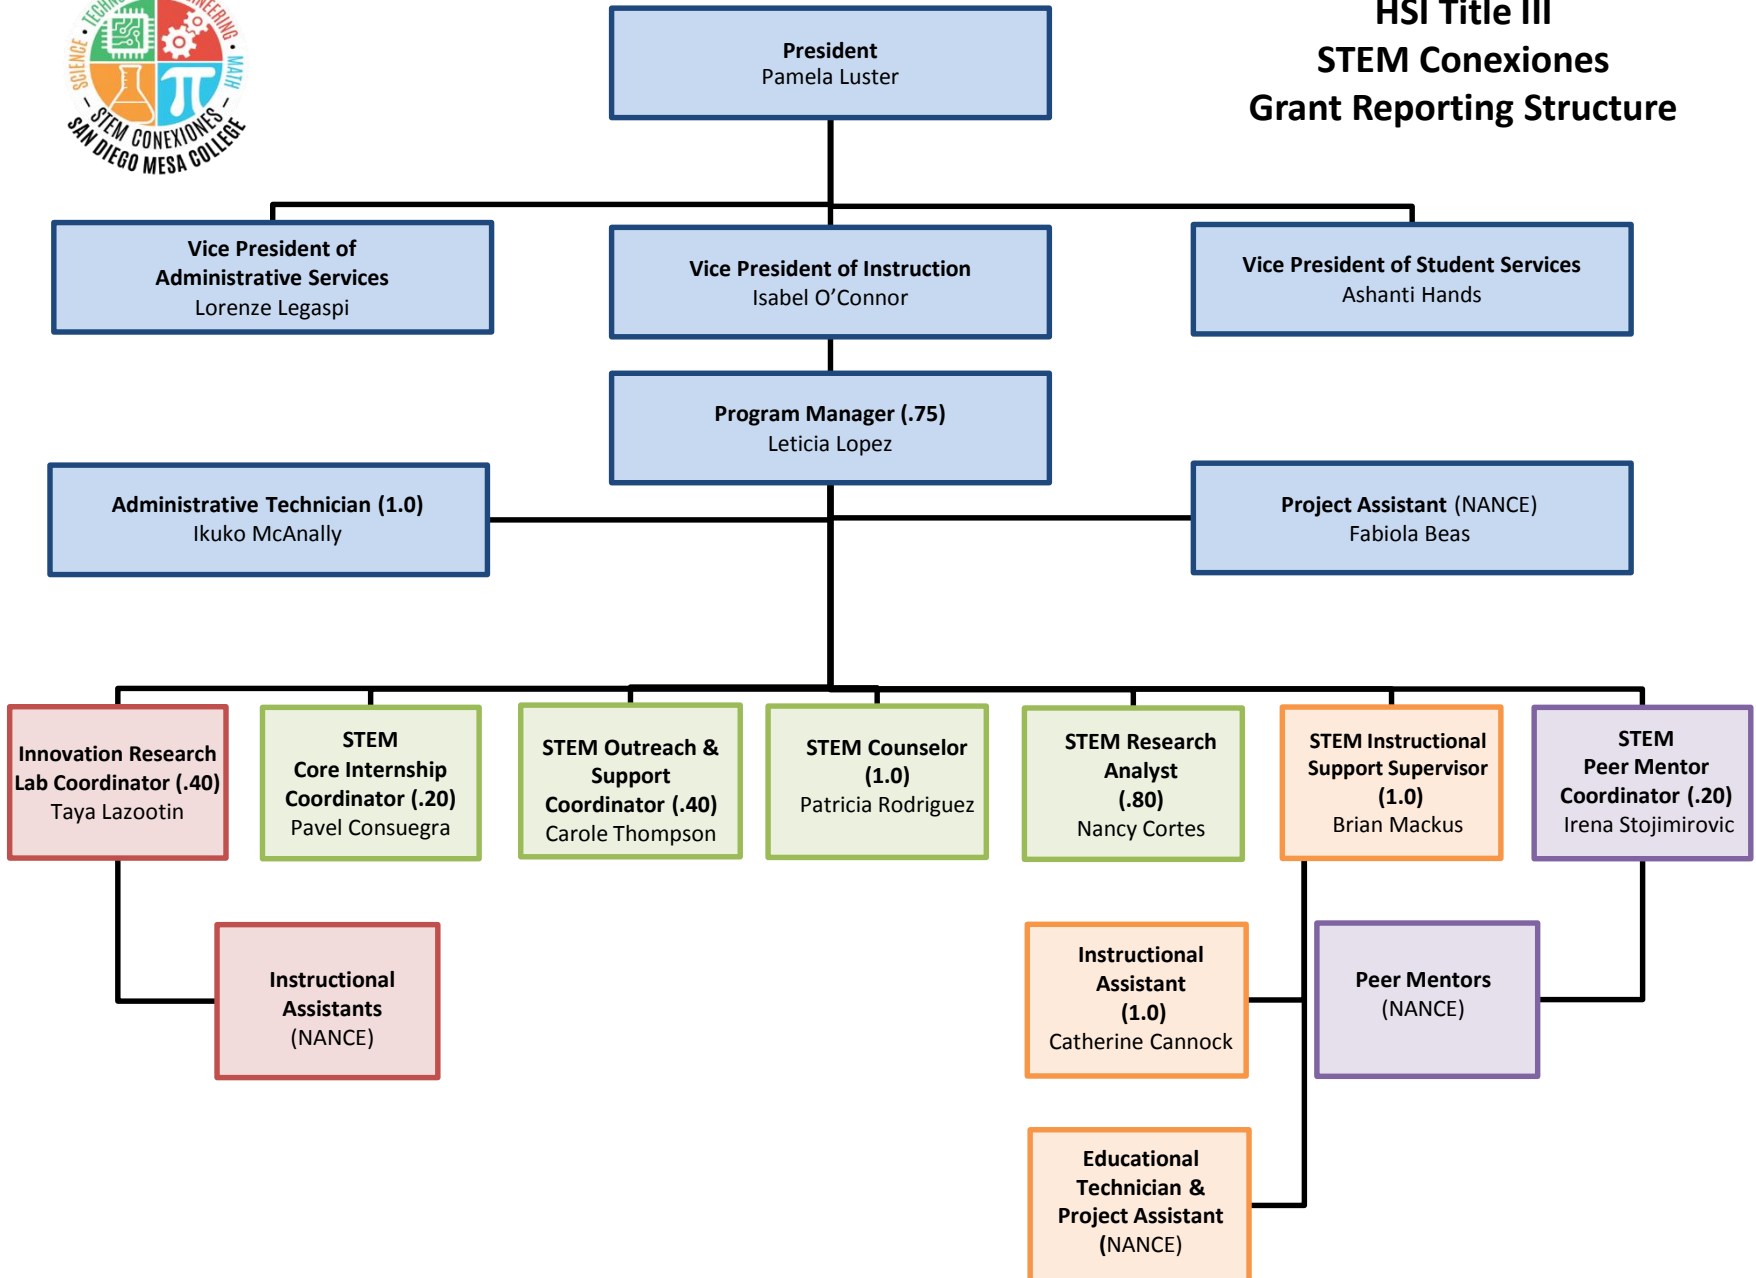 SCIENCE • TECHNOLOGY • ENGINEERING • MATH
– STEM CONEXIONES –
SAN DIEGO MESA COLLEGE
HSI Title III
STEM Conexiones
Grant Reporting Structure
President
Pamela Luster
Vice President of
Administrative Services
Lorenze Legaspi
Vice President of Instruction
Isabel O’Connor
Vice President of Student Services
Ashanti Hands
Program Manager (.75)
Leticia Lopez
Administrative Technician (1.0)
Ikuko McAnally
Project Assistant (NANCE)
Fabiola Beas
Innovation Research
Lab Coordinator (.40)
Taya Lazootin
STEM
Core Internship
Coordinator (.20)
Pavel Consuegra
STEM Outreach &
Support
Coordinator (.40)
Carole Thompson
STEM Counselor
(1.0)
Patricia Rodriguez
STEM Research
Analyst
(.80)
Nancy Cortes
STEM Instructional
Support Supervisor
(1.0)
Brian Mackus
STEM
Peer Mentor
Coordinator (.20)
Irena Stojimirovic
Instructional
Assistants
(NANCE)
Instructional
Assistant
(1.0)
Catherine Cannock
Peer Mentors
(NANCE)
Educational
Technician &
Project Assistant
(NANCE)